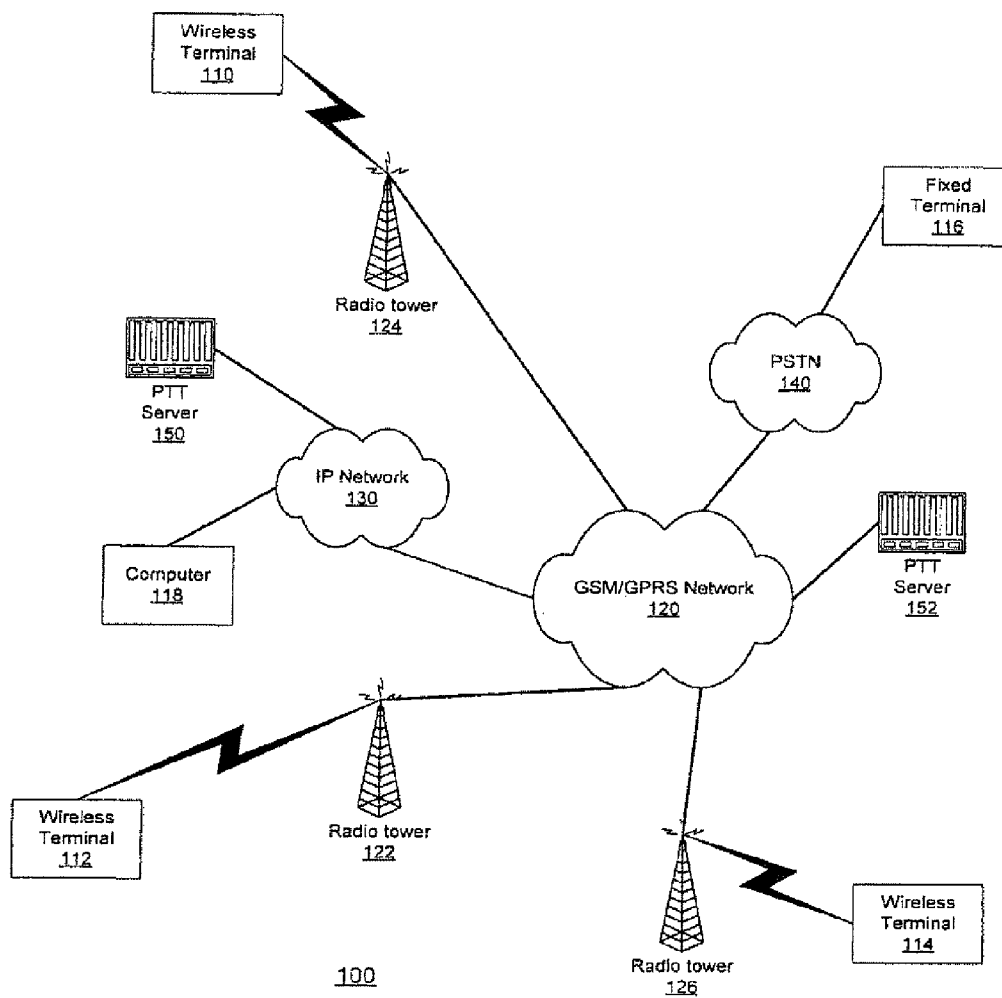 Wireless
Terminal
110
Radio tower
124
Fixed
Terminal
116
PSTN
140
PTT
Server
150
IP Network
130
Computer
118
GSM/GPRS Network
120
PTT
Server
152
Wireless
Terminal
112
Radio tower
122
Radio tower
126
Wireless
Terminal
114
100